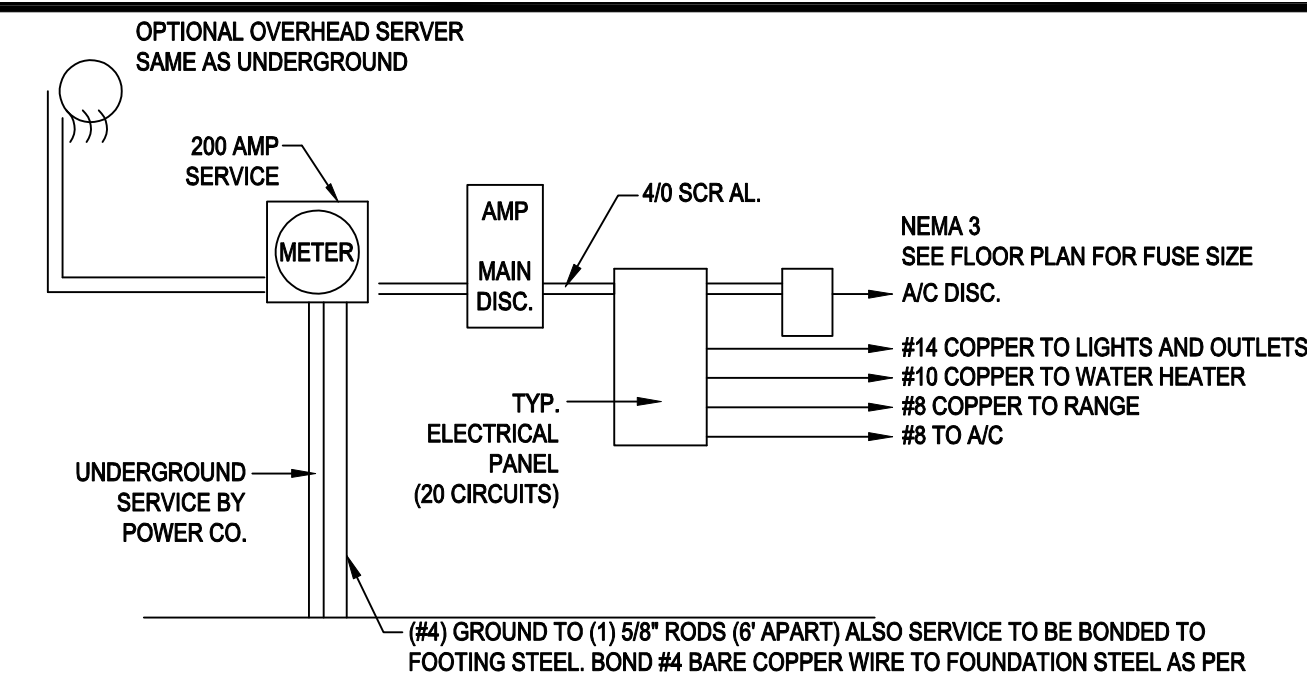 OPTIONAL OVERHEAD SERVER
SAME AS UNDERGROUND
200 AMP
SERVICE
METER
AMP
MAIN
DISC.
4/0 SCR AL.
NEMA 3
SEE FLOOR PLAN FOR FUSE SIZE
A/C DISC.
#14 COPPER TO LIGHTS AND OUTLETS
#10 COPPER TO WATER HEATER
#8 COPPER TO RANGE
#8 TO A/C
TYP.
ELECTRICAL
PANEL
(20 CIRCUITS)
UNDERGROUND
SERVICE BY
POWER CO.
(#4) GROUND TO (1) 5/8" RODS (6' APART) ALSO SERVICE TO BE BONDED TO
FOOTING STEEL. BOND #4 BARE COPPER WIRE TO FOUNDATION STEEL AS PER